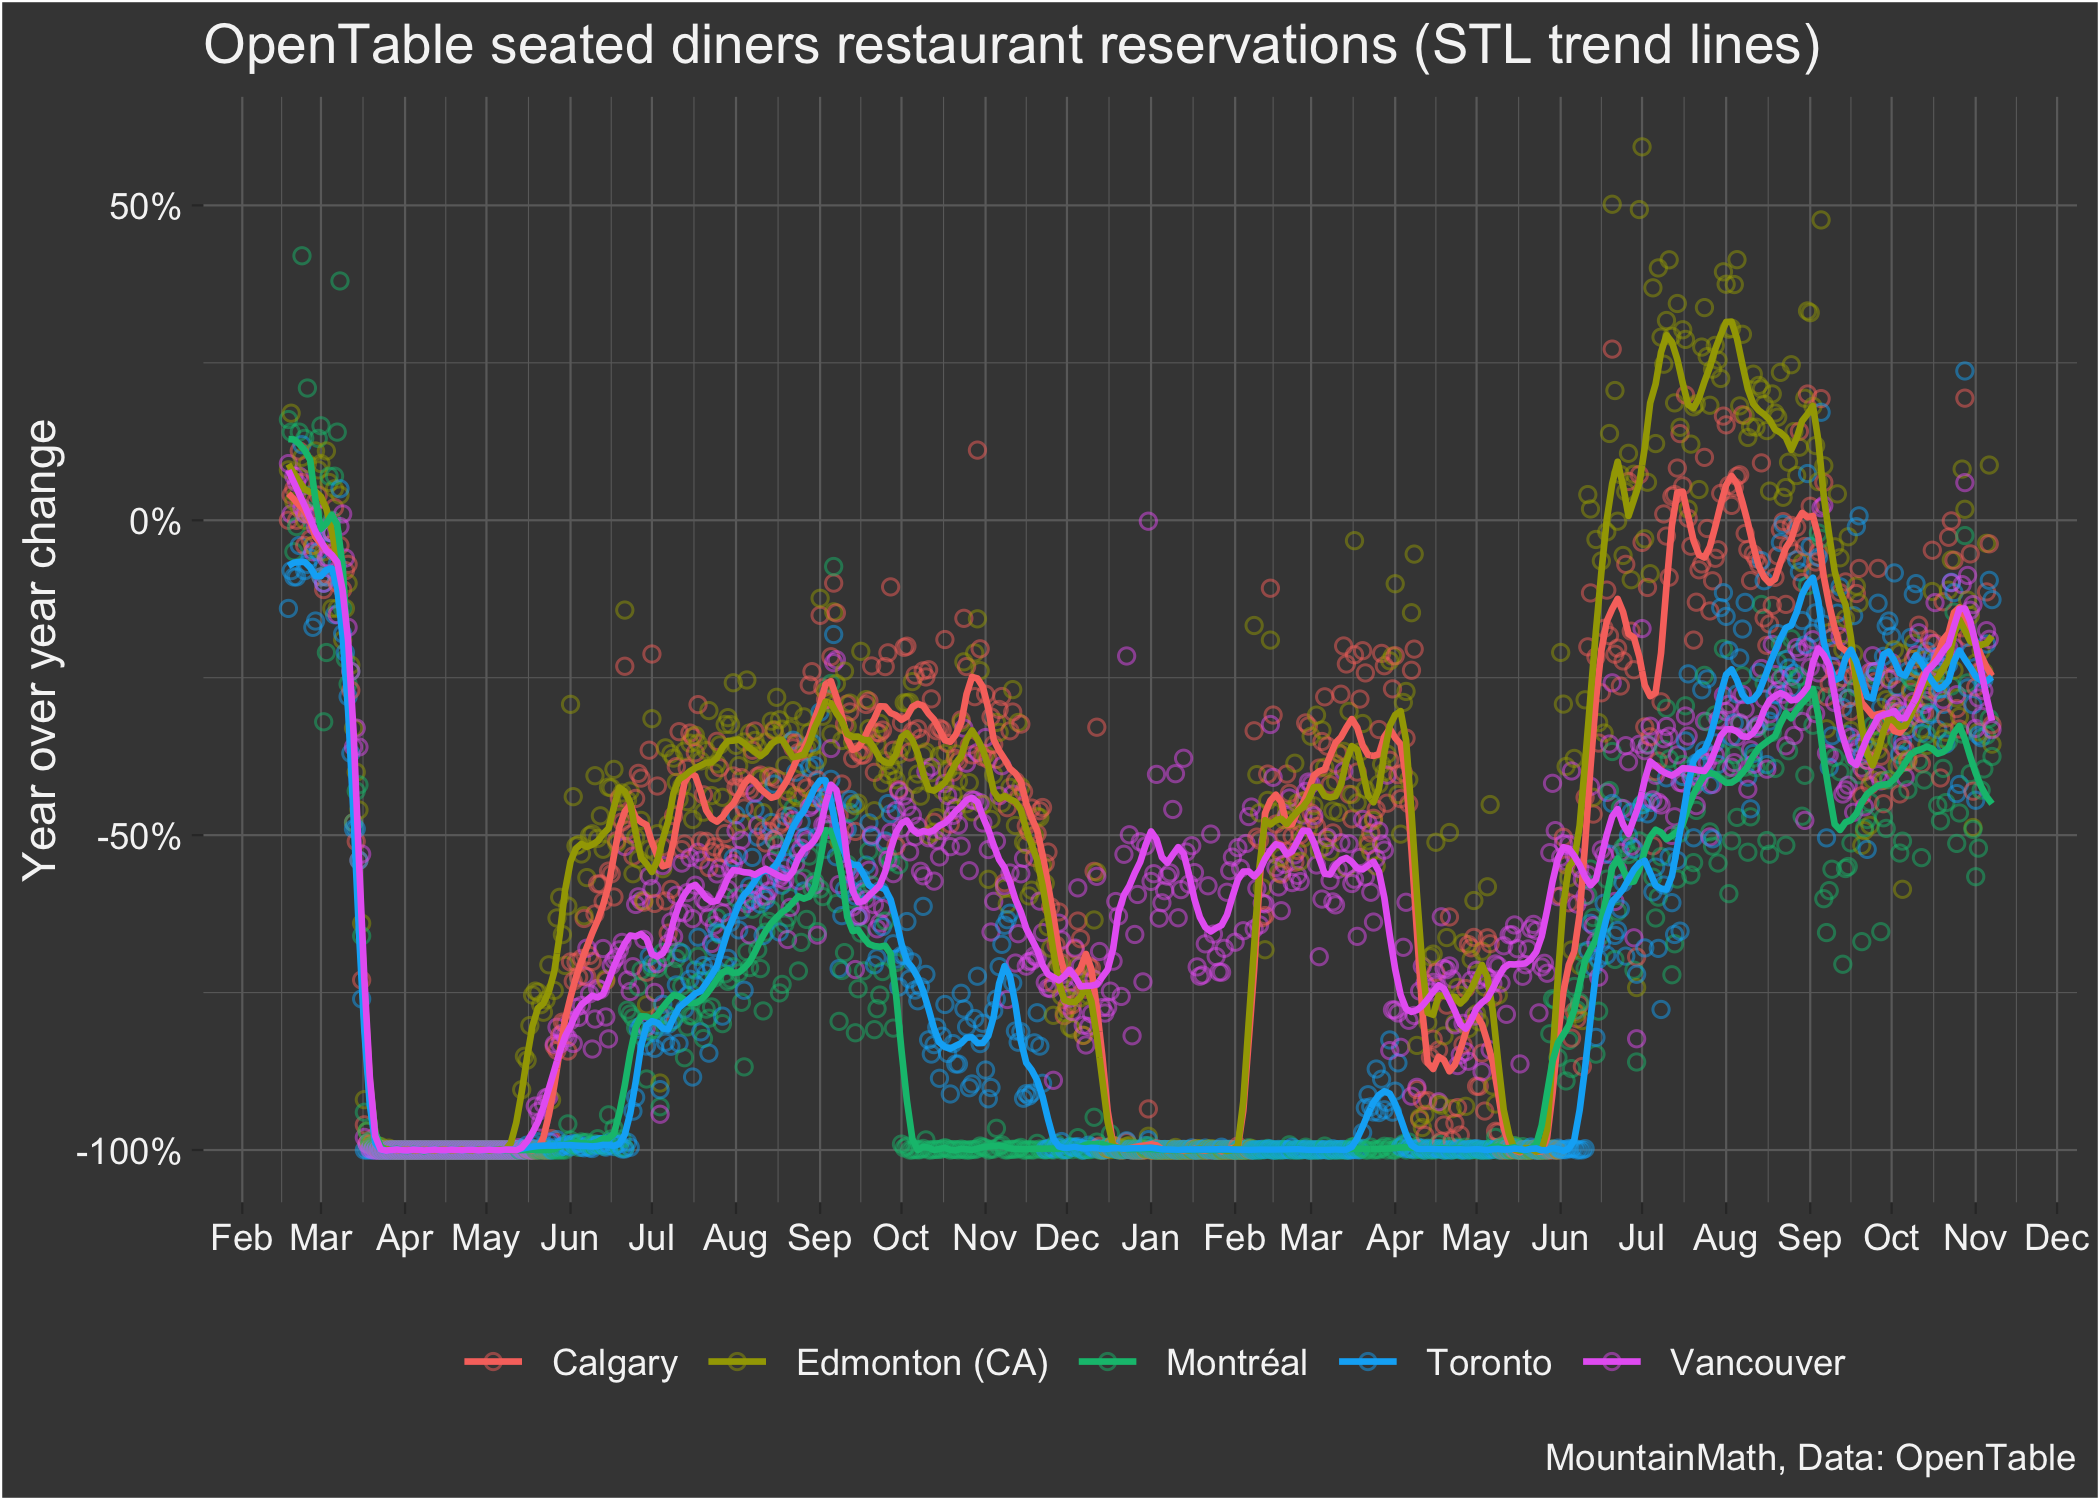 OpenTable seated diners restaurant reservations (STL trend lines)
Year over year change
50%
0%
-50%
-100%
Feb Mar Apr May Jun Jul Aug Sep Oct Nov Dec Jan Feb Mar Apr May Jun Jul Aug Sep Oct Nov Dec
Calgary Edmonton (CA) Montréal Toronto Vancouver
MountainMath, Data: OpenTable